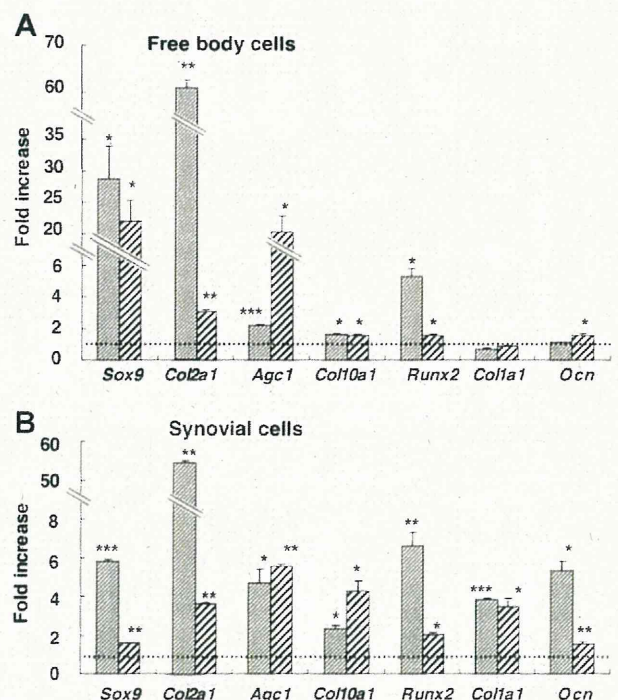 A
Free body cells
70
60
35
30
25
20
6
4
2
0
Fold increase
* * ** ** *** * * * * * *
Sox9 Col2a1 Agc1 Col10a1 Runx2 Col1a1 Ocn
B
Synovial cells
60
50
8
6
4
2
0
Fold increase
*** ** ** ** * ** * * ** * *** * * **
Sox9 Col2a1 Agc1 Col10a1 Runx2 Col1a1 Ocn